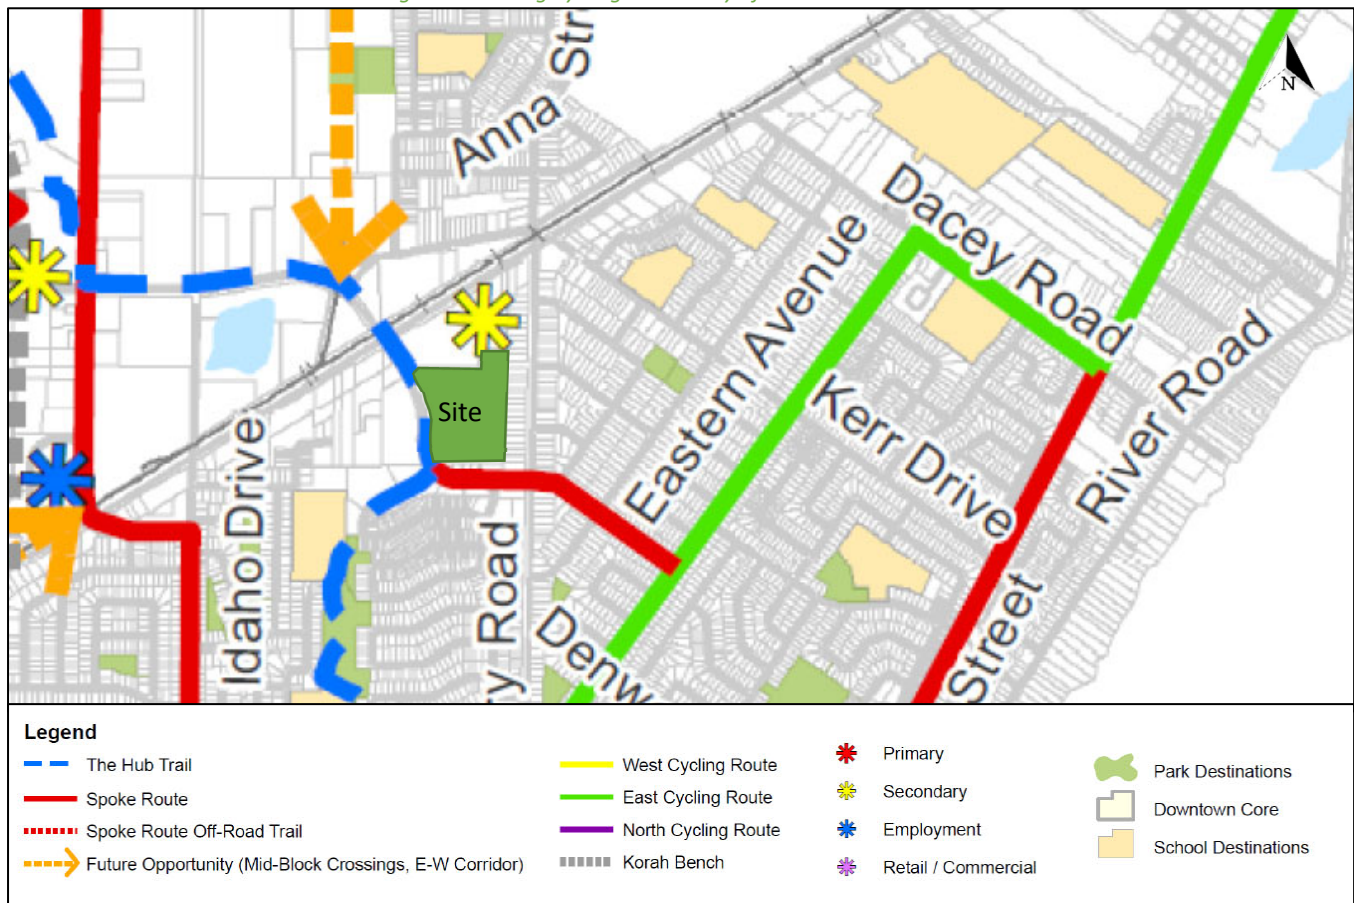 Anna
Str
N
Dacey Road
Eastern Avenue
Site
Kerr Drive
River Road
Idaho Drive
ry Road
Denw
Street
Legend
The Hub Trail
Spoke Route
Spoke Route Off-Road Trail
Future Opportunity (Mid-Block Crossings, E-W Corridor)
West Cycling Route
East Cycling Route
North Cycling Route
Korah Bench
Primary
Secondary
Employment
Retail / Commercial
Park Destinations
Downtown Core
School Destinations